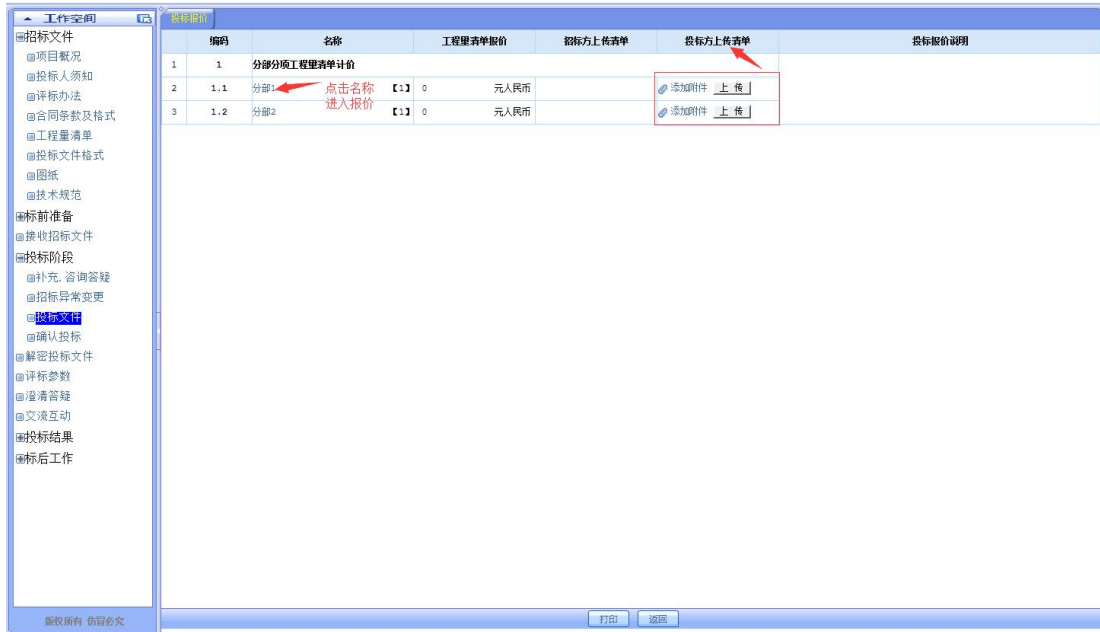 工作空间
招标文件
项目概况
投标人须知
评标办法
合同条款及格式
工程量清单
投标文件格式
图纸
技术规范
标前准备
接收招标文件
投标阶段
补充.咨询答疑
招标异常变更
投标文件
确认投标
解密投标文件
评标参数
澄清答疑
交流互动
投标结果
标后工作
版权所有 仿冒必究
投标报价
编码 名称 工程量清单报价 招标方上传清单 投标方上传清单 投标报价说明
1 1 分部分项工程量清单计价
2 1.1 分部1 【1】 0 元人民币 添加附件 上 传
点击名称
进入报价
3 1.2 分部2 【1】 0 元人民币 添加附件 上 传
打印 返回